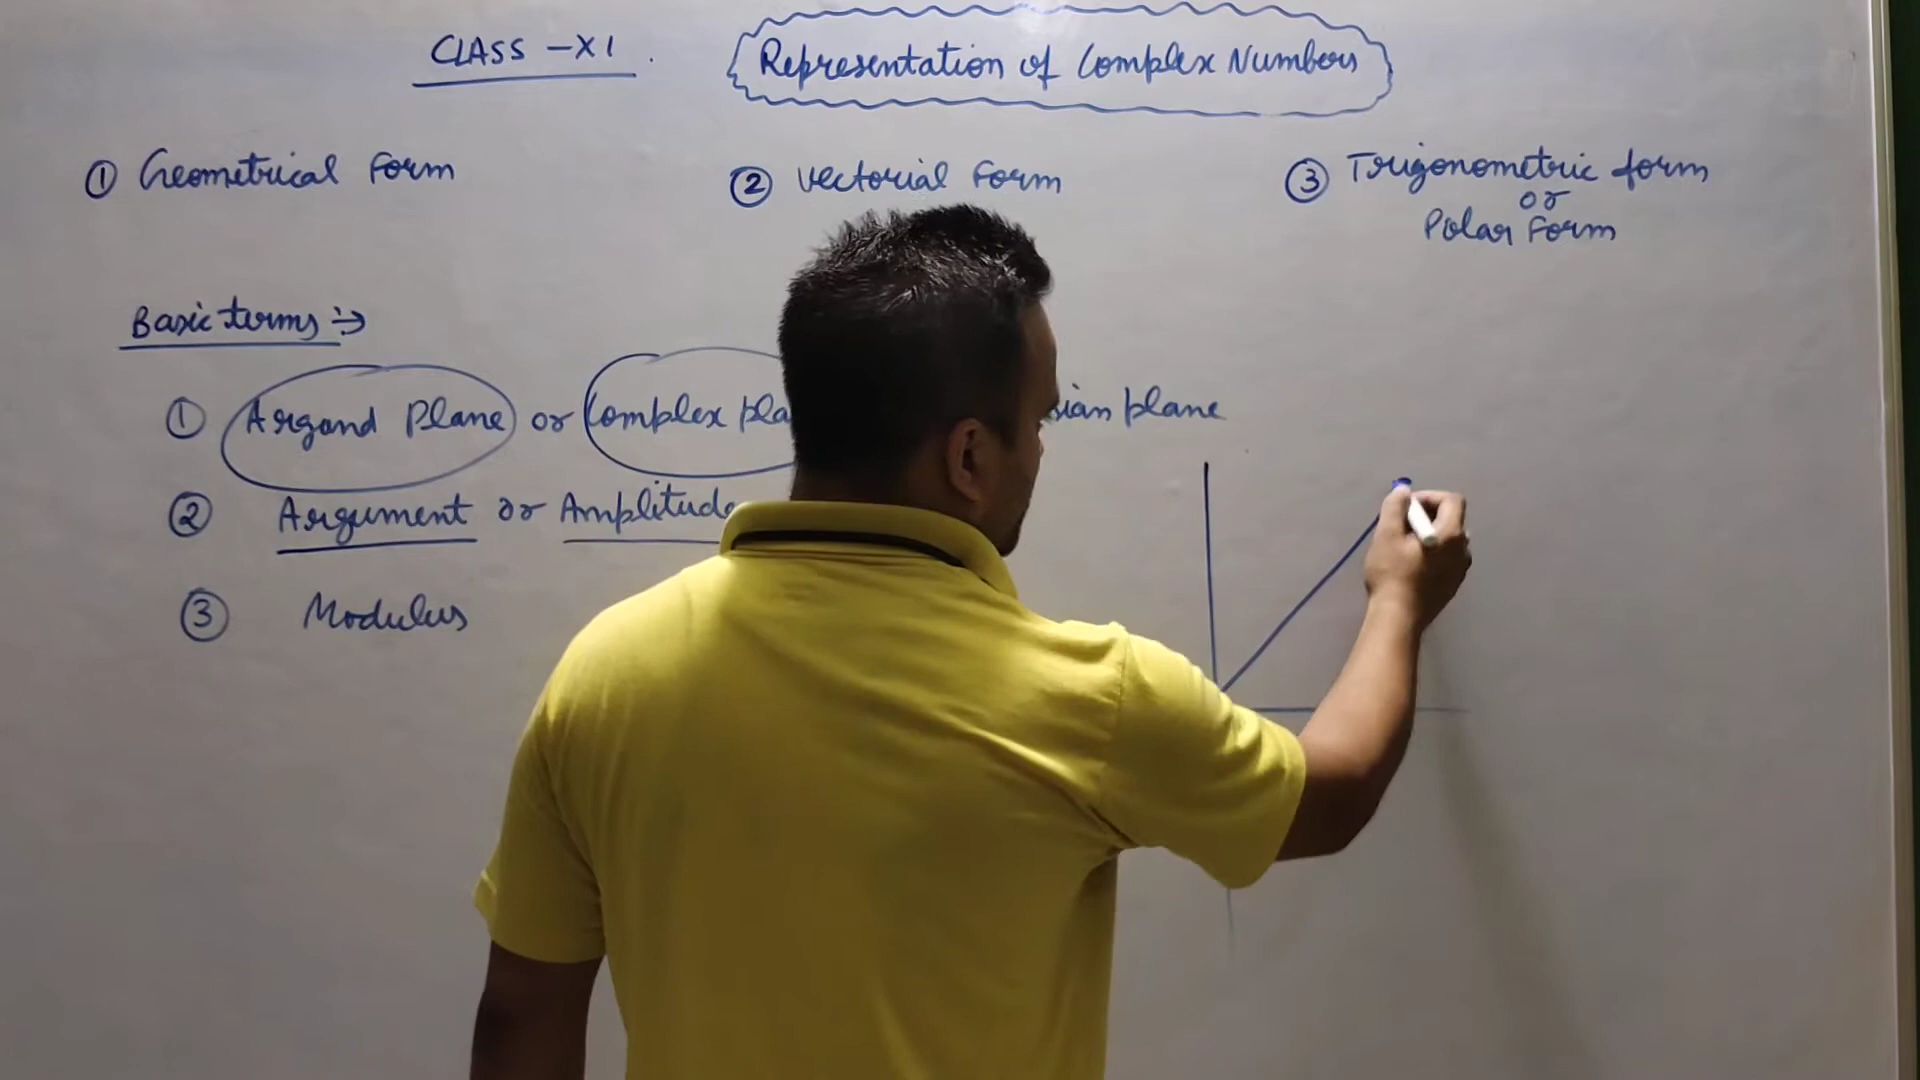 CLASS - XI.
Representation of Complex Numbers
① Geometrical Form
② Vectorial Form
③ Trigonometric form
or
Polar Form
Basic terms :→
① Argand Plane or Complex plane
② Argument or Amplitude
③ Modulus